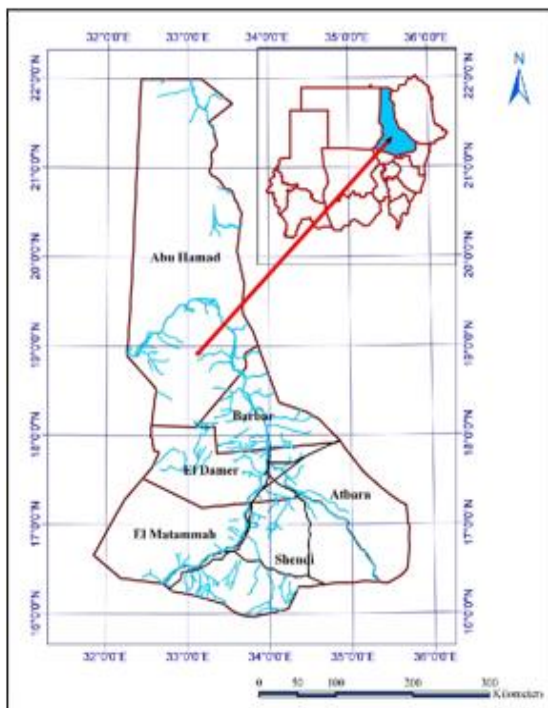 32°0'0"E 33°0'0"E 34°0'0"E 35°0'0"E 36°0'0"E
N
22°0'0"N 22°0'0"N
21°0'0"N 21°0'0"N
20°0'0"N 20°0'0"N
Abu Hamad
19°0'0"N 19°0'0"N
Barbar
18°0'0"N 18°0'0"N
El Damer
Atbara
17°0'0"N 17°0'0"N
El Matammah
Shendi
16°0'0"N 16°0'0"N
32°0'0"E 33°0'0"E 34°0'0"E 35°0'0"E 36°0'0"E
0 50 100 200 300
Kilometers